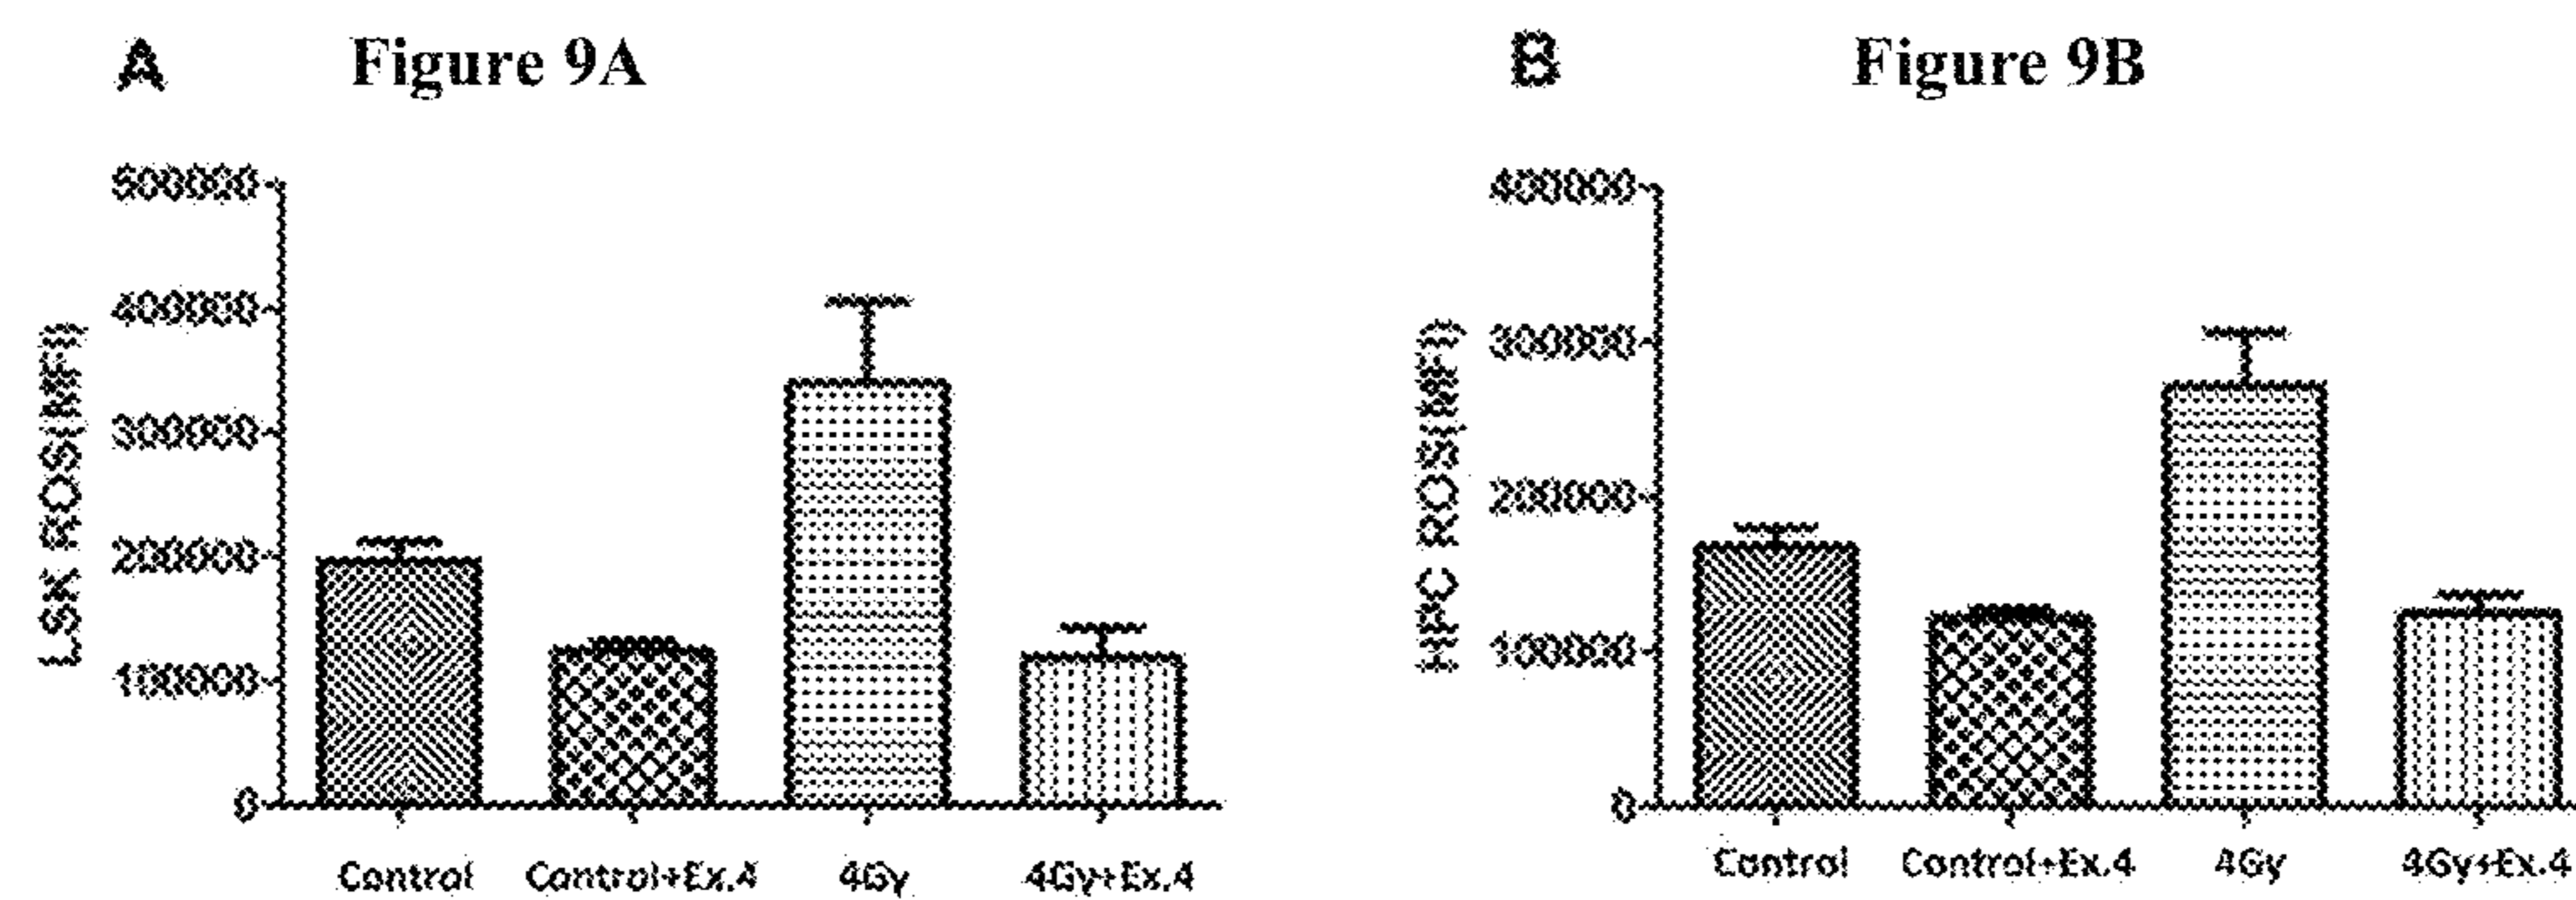 A Figure 9A
LSK ROS(MFI)
500000
400000
300000
200000
100000
0
Control Control+Ex.4 4Gy 4Gy+Ex.4
B Figure 9B
HPC ROS(MFI)
400000
300000
200000
100000
0
Control Control+Ex.4 4Gy 4Gy+Ex.4